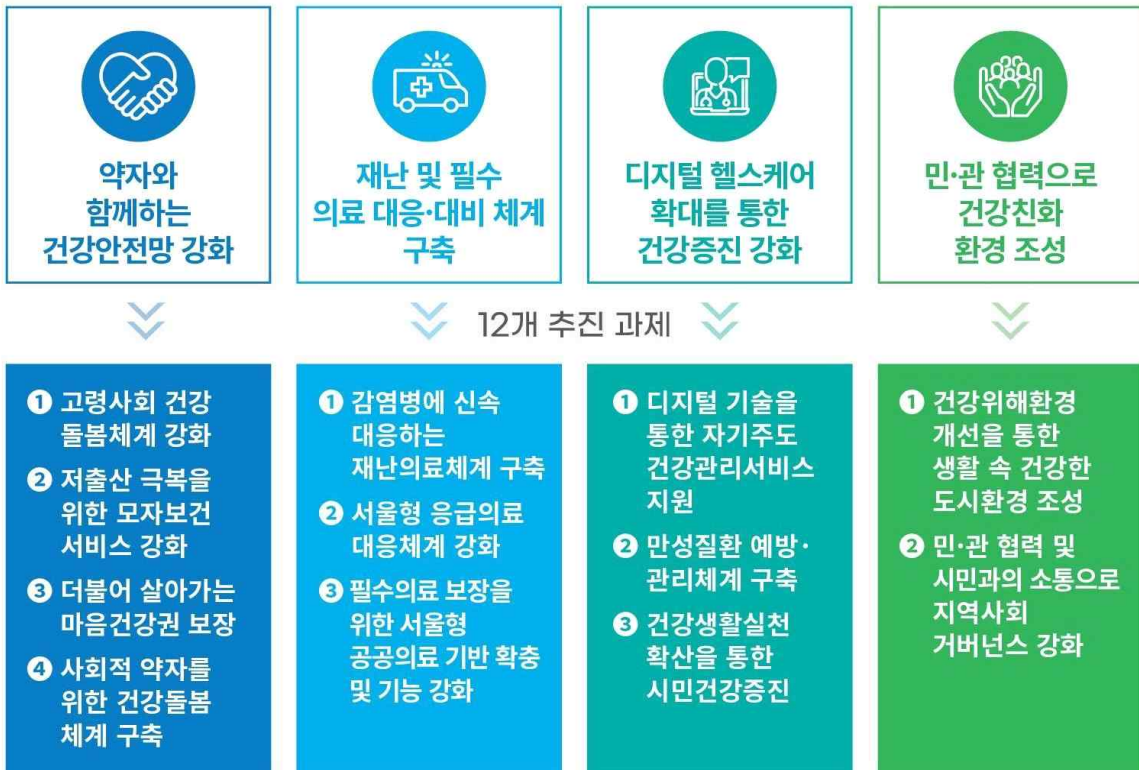 약자와
함께하는
건강안전망 강화
재난 및 필수
의료 대응·대비 체계
구축
디지털 헬스케어
확대를 통한
건강증진 강화
민·관 협력으로
건강친화
환경 조성
12개 추진 과제
❶ 고령사회 건강
돌봄체계 강화
❷ 저출산 극복을
위한 모자보건
서비스 강화
❸ 더불어 살아가는
마음건강권 보장
❹ 사회적 약자를
위한 건강돌봄
체계 구축
❶ 감염병에 신속
대응하는
재난의료체계 구축
❷ 서울형 응급의료
대응체계 강화
❸ 필수의료 보장을
위한 서울형
공공의료 기반 확충
및 기능 강화
❶ 디지털 기술을
통한 자기주도
건강관리서비스
지원
❷ 만성질환 예방·
관리체계 구축
❸ 건강생활실천
확산을 통한
시민건강증진
❶ 건강위해환경
개선을 통한
생활 속 건강한
도시환경 조성
❷ 민·관 협력 및
시민과의 소통으로
지역사회
거버넌스 강화